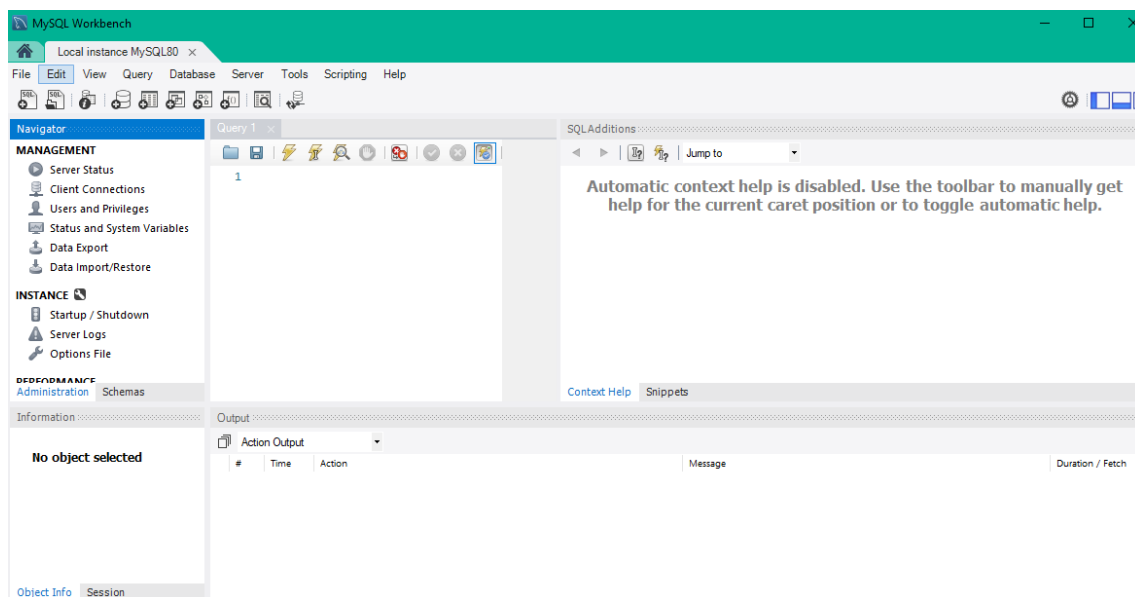 MySQL Workbench
Local instance MySQL80
File Edit View Query Database Server Tools Scripting Help
Navigator
MANAGEMENT
Server Status
Client Connections
Users and Privileges
Status and System Variables
Data Export
Data Import/Restore
INSTANCE
Startup / Shutdown
Server Logs
Options File
PERFORMANCE
Administration Schemas
Query 1
1
SQLAdditions
Jump to
Automatic context help is disabled. Use the toolbar to manually get
help for the current caret position or to toggle automatic help.
Context Help Snippets
Information
No object selected
Object Info Session
Output
Action Output
# Time Action Message Duration / Fetch